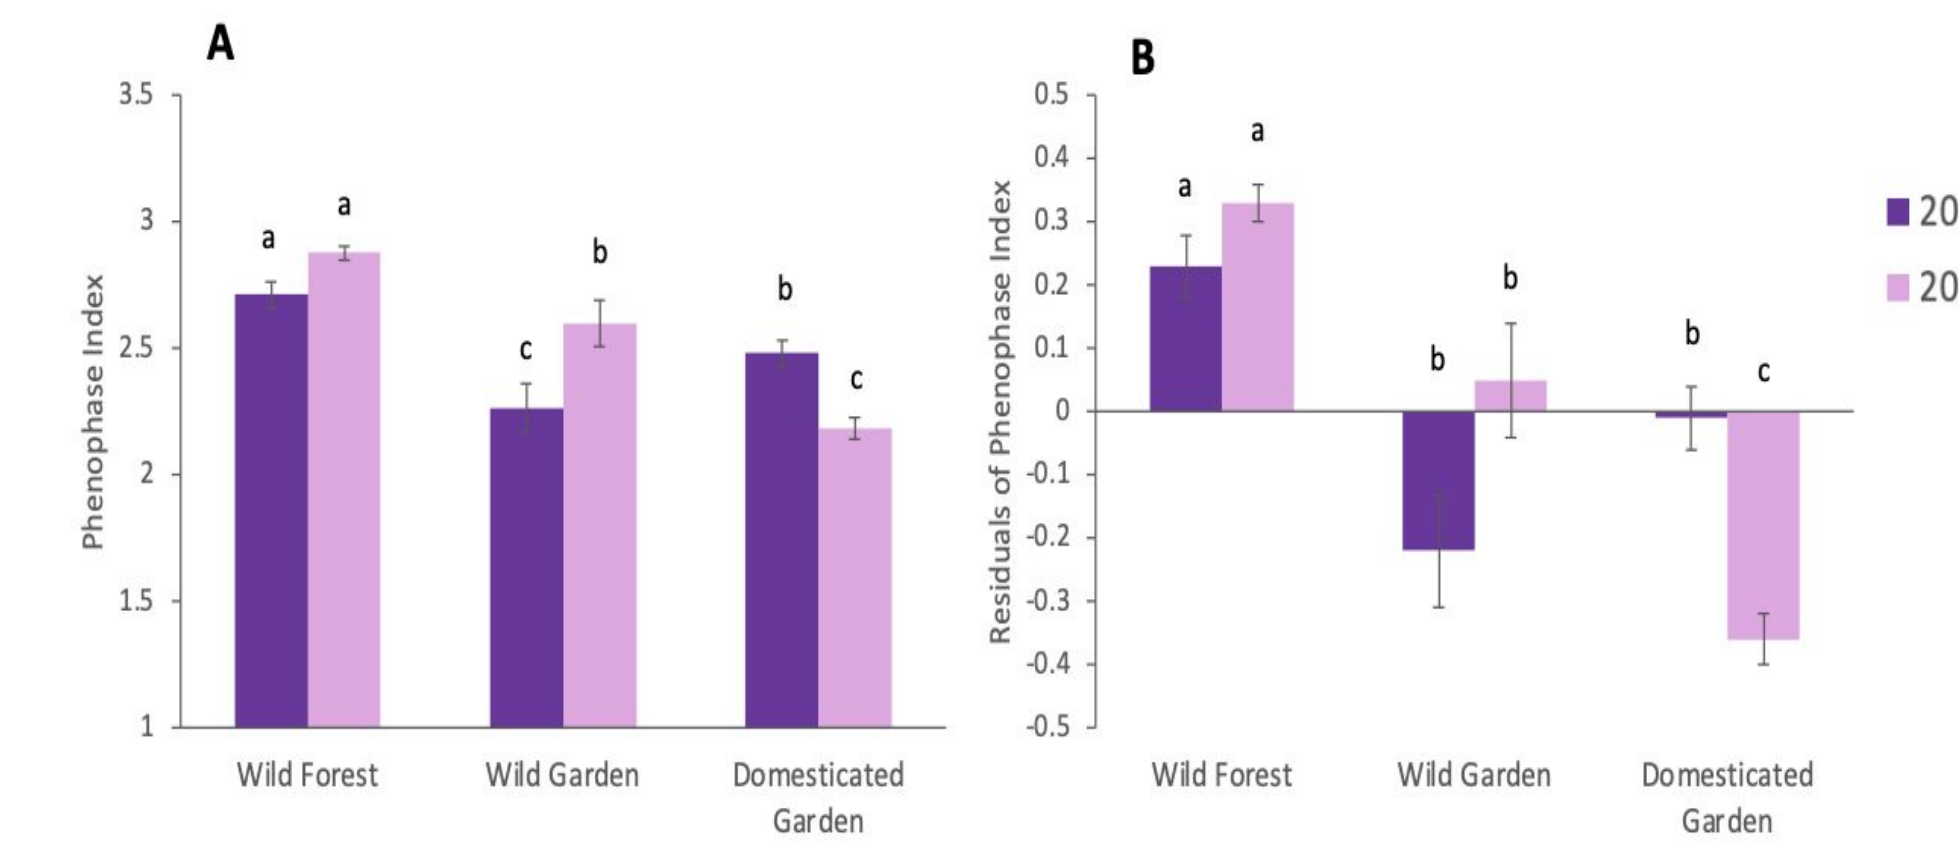 A
3.5
3
2.5
2
1.5
1
Phenophase Index
a
a
c
b
b
c
Wild Forest
Wild Garden
Domesticated
Garden
B
0.5
0.4
0.3
0.2
0.1
0
-0.1
-0.2
-0.3
-0.4
-0.5
Residuals of Phenophase Index
a
a
b
b
b
c
Wild Forest
Wild Garden
Domesticated
Garden
20
20